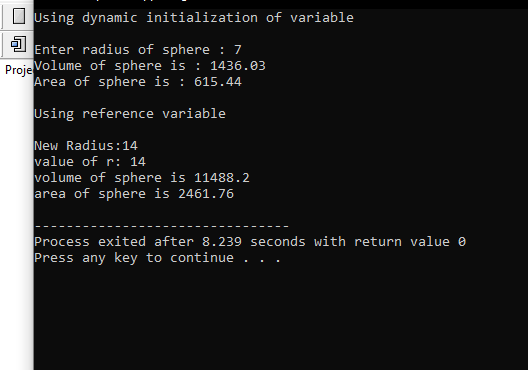 Using dynamic initialization of variable
Enter radius of sphere : 7
Proje
Volume of sphere is : 1436.03
Area of sphere is : 615.44
Using reference variable
New Radius:14
value of r: 14
volume of sphere is 11488.2
area of sphere is 2461.76
--------------------------------
Process exited after 8.239 seconds with return value 0
Press any key to continue . . .